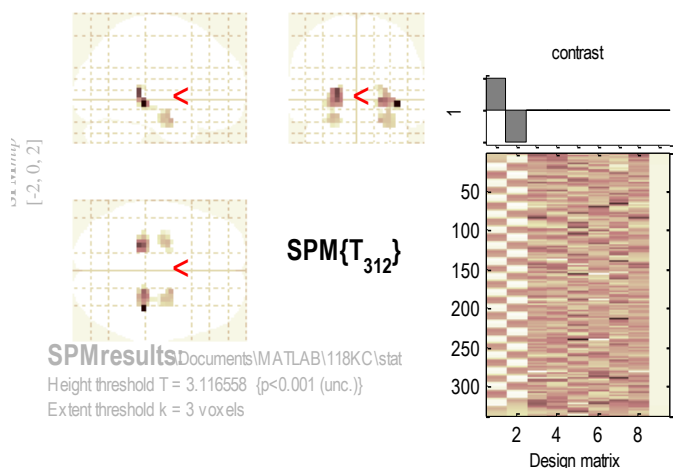 contrast
1
[-2, 0, 2]
<
<
<
SPM{T312}
50
100
150
200
250
300
2 4 6 8
Design matrix
SPMresults: Documents\MATLAB\118KC\stat
Height threshold T = 3.116558 {p<0.001 (unc.)}
Extent threshold k = 3 voxels